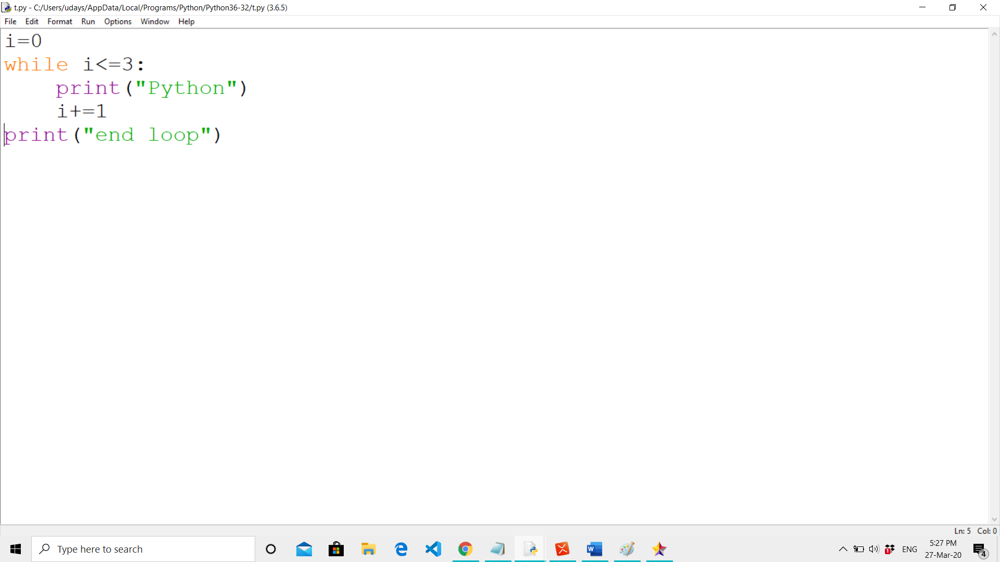 t.py - C:/Users/udays/AppData/Local/Programs/Python/Python36-32/t.py (3.6.5)
File Edit Format Run Options Window Help
i=0
while i<=3:
    print("Python")
    i+=1
print("end loop")
Ln: 5 Col: 0
Type here to search
W
1
ENG
5:27 PM
27-Mar-20
4